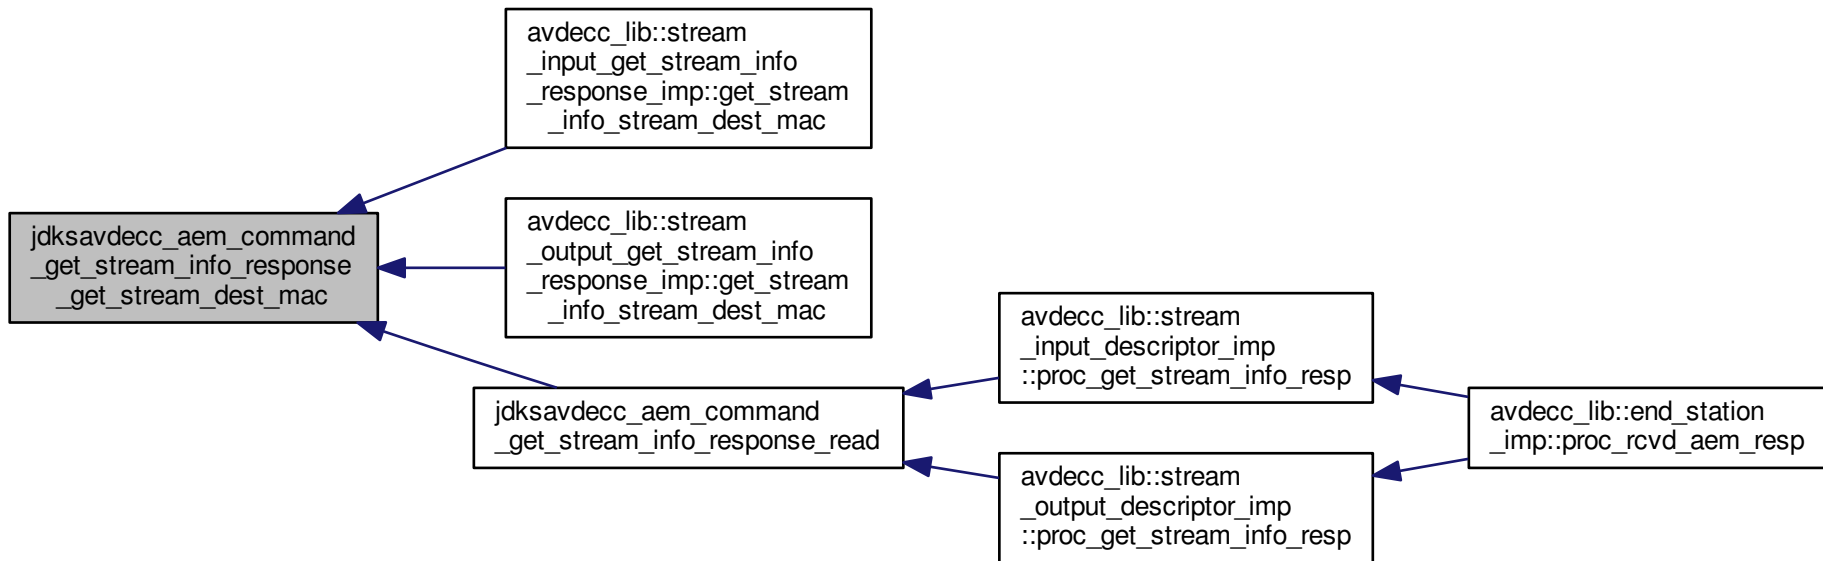 avdecc_lib::stream
_input_get_stream_info
_response_imp::get_stream
_info_stream_dest_mac
jdksavdecc_aem_command
_get_stream_info_response
_get_stream_dest_mac
avdecc_lib::stream
_output_get_stream_info
_response_imp::get_stream
_info_stream_dest_mac
jdksavdecc_aem_command
_get_stream_info_response_read
avdecc_lib::stream
_input_descriptor_imp
::proc_get_stream_info_resp
avdecc_lib::stream
_output_descriptor_imp
::proc_get_stream_info_resp
avdecc_lib::end_station
_imp::proc_rcvd_aem_resp